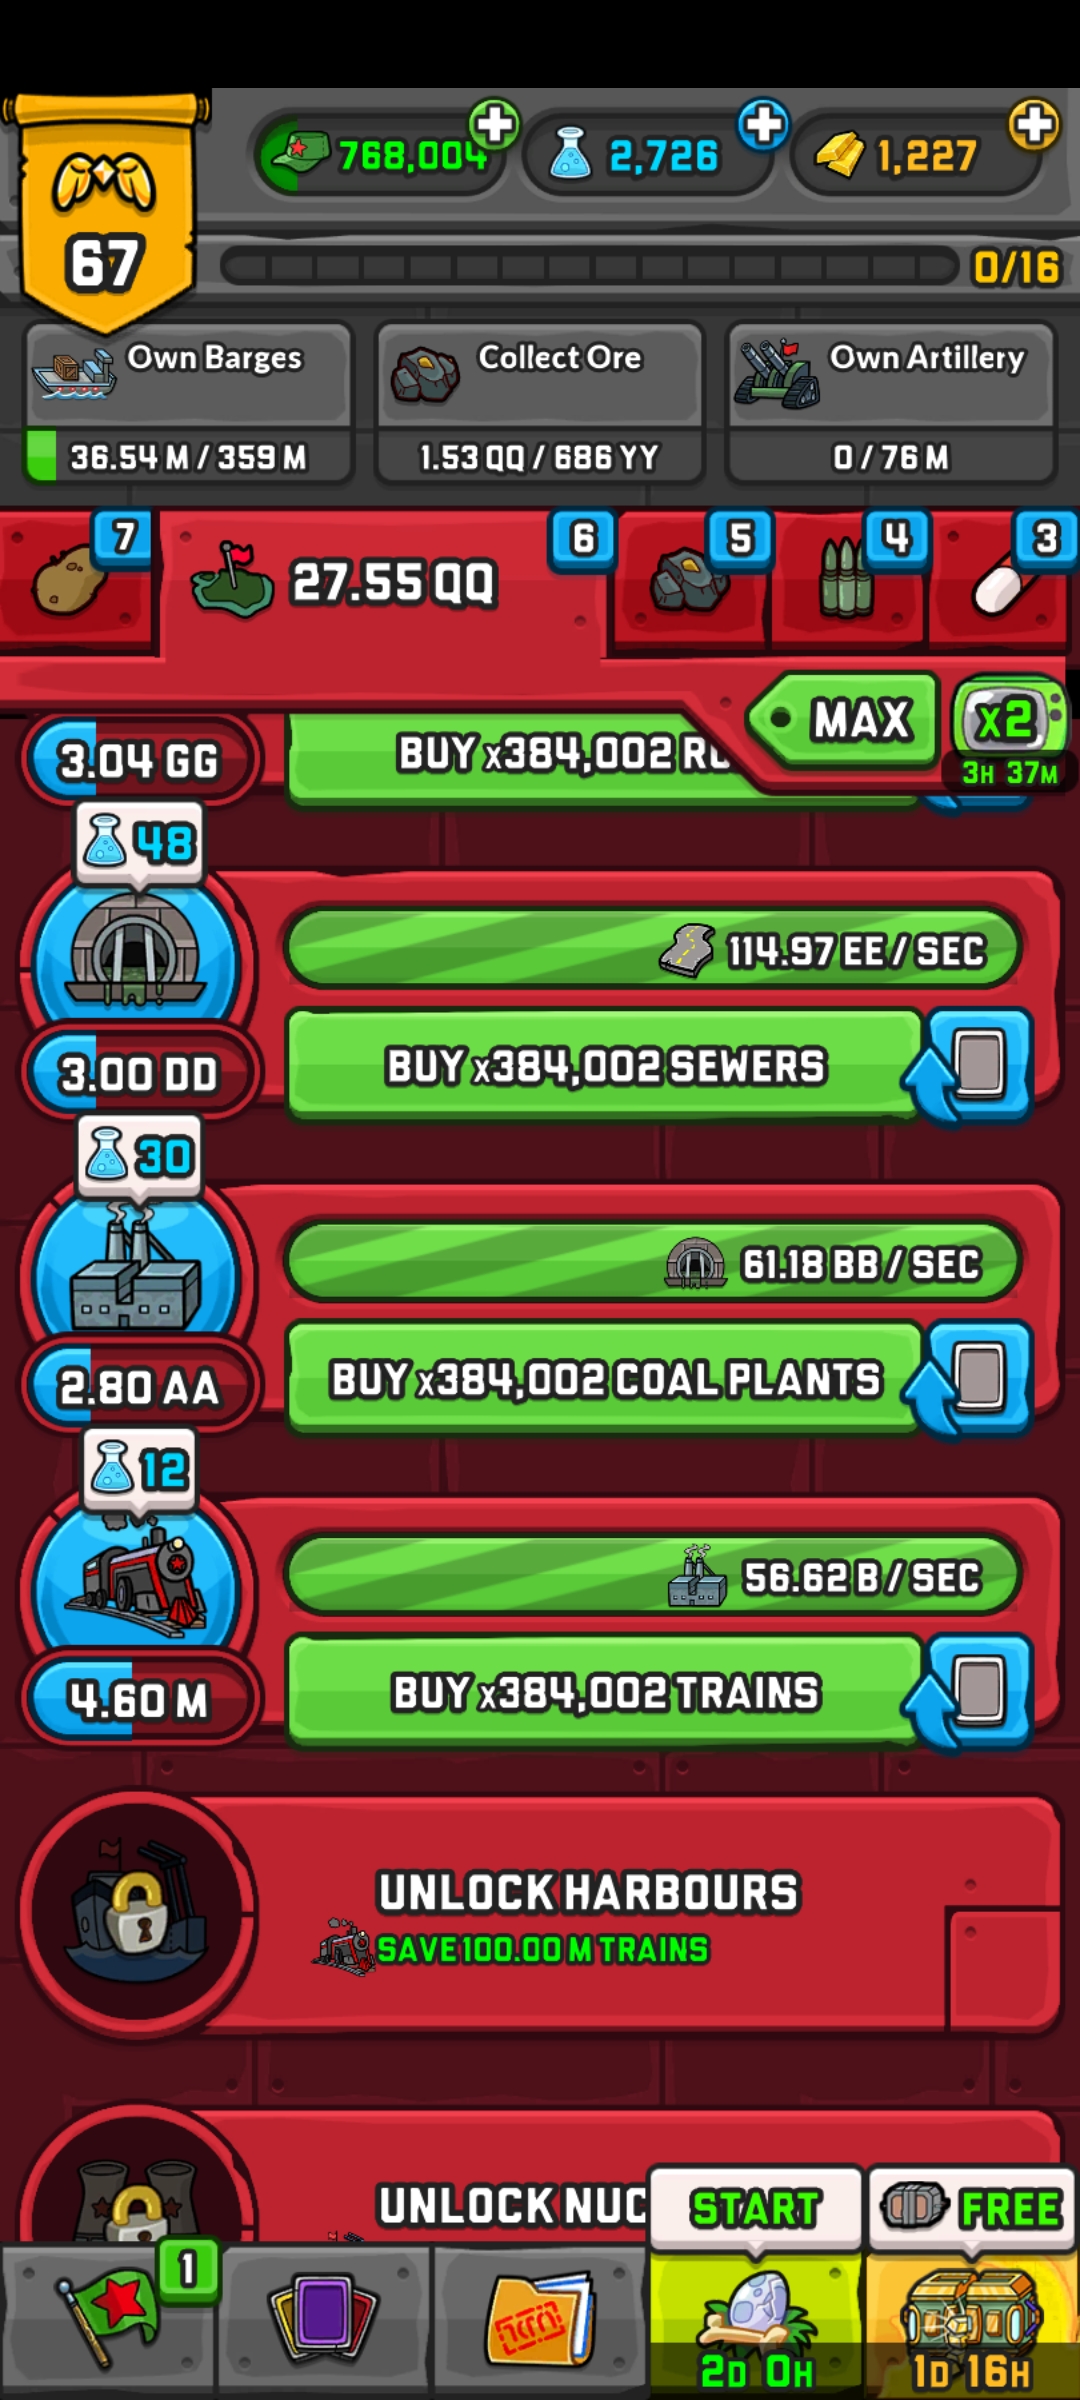 768,004
2,726
1,227
67
0/16
Own Barges
36.54 M / 359 M
Collect Ore
1.53 QQ / 686 YY
Own Artillery
0 / 76 M
7
27.55 QQ
6
5
4
3
MAX
x2
3H 37M
3.04 GG
BUY x384,002
48
114.97 EE / SEC
3.00 DD
BUY x384,002 SEWERS
30
61.18 BB / SEC
2.80 AA
BUY x384,002 COAL PLANTS
12
56.62 B / SEC
4.60 M
BUY x384,002 TRAINS
UNLOCK HARBOURS
SAVE 100.00 M TRAINS
UNLOCK NUC
START
FREE
1
2D 0H
1D 16H